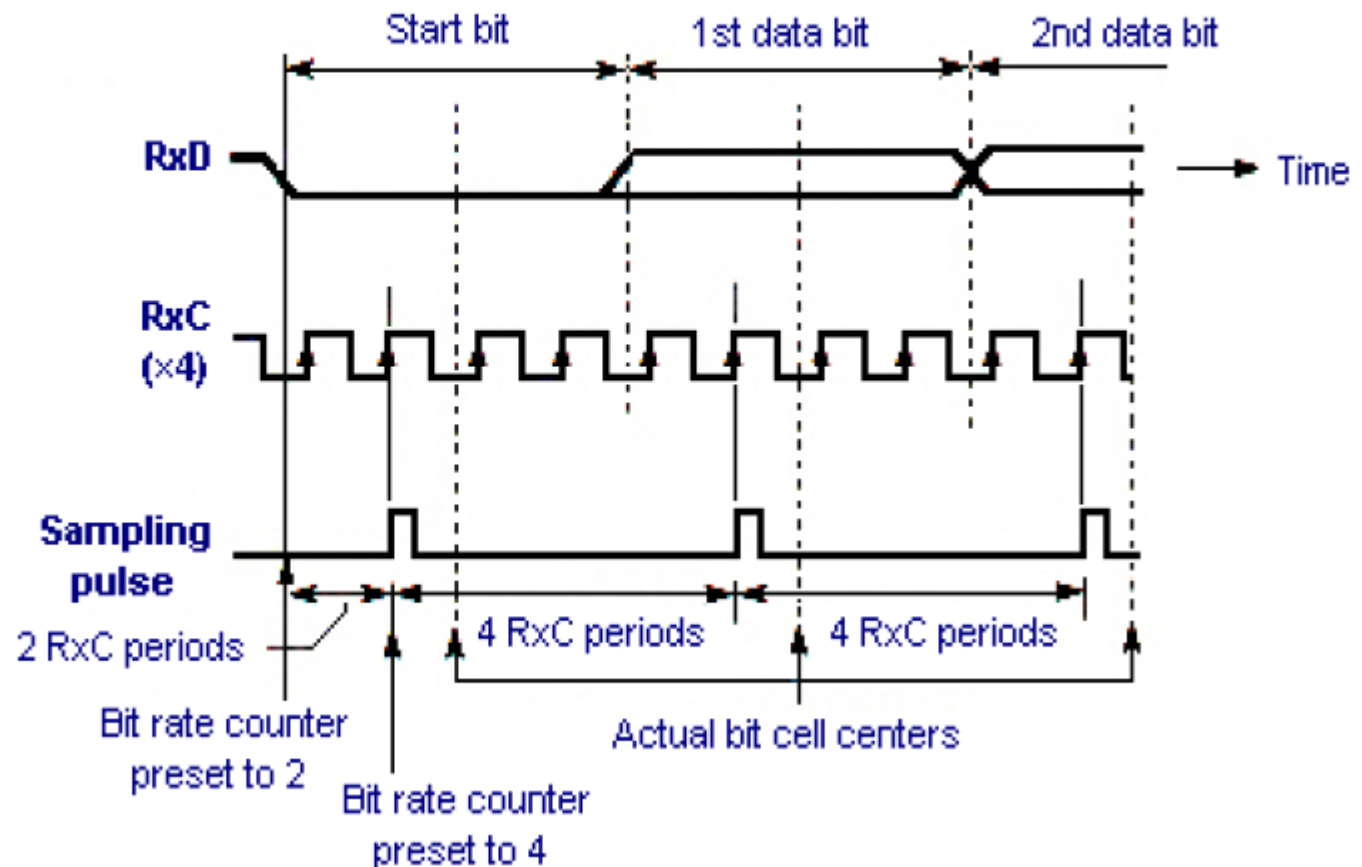 Start bit
1st data bit
2nd data bit
RxD
Time
RxC
(×4)
Sampling
pulse
2 RxC periods
4 RxC periods
4 RxC periods
Bit rate counter
preset to 2
Actual bit cell centers
Bit rate counter
preset to 4